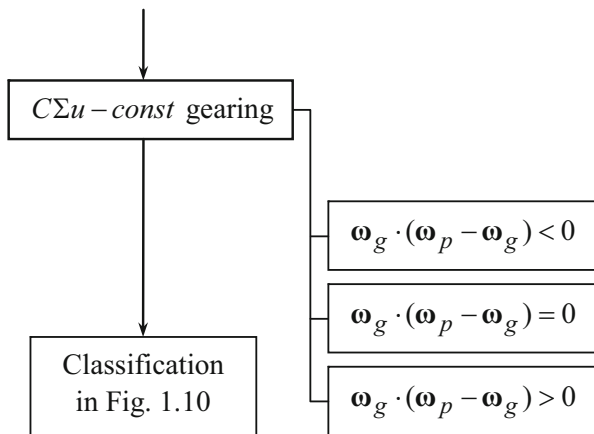 CΣu – const gearing
ω_g · (ω_p – ω_g) < 0
ω_g · (ω_p – ω_g) = 0
ω_g · (ω_p – ω_g) > 0
Classification
in Fig. 1.10